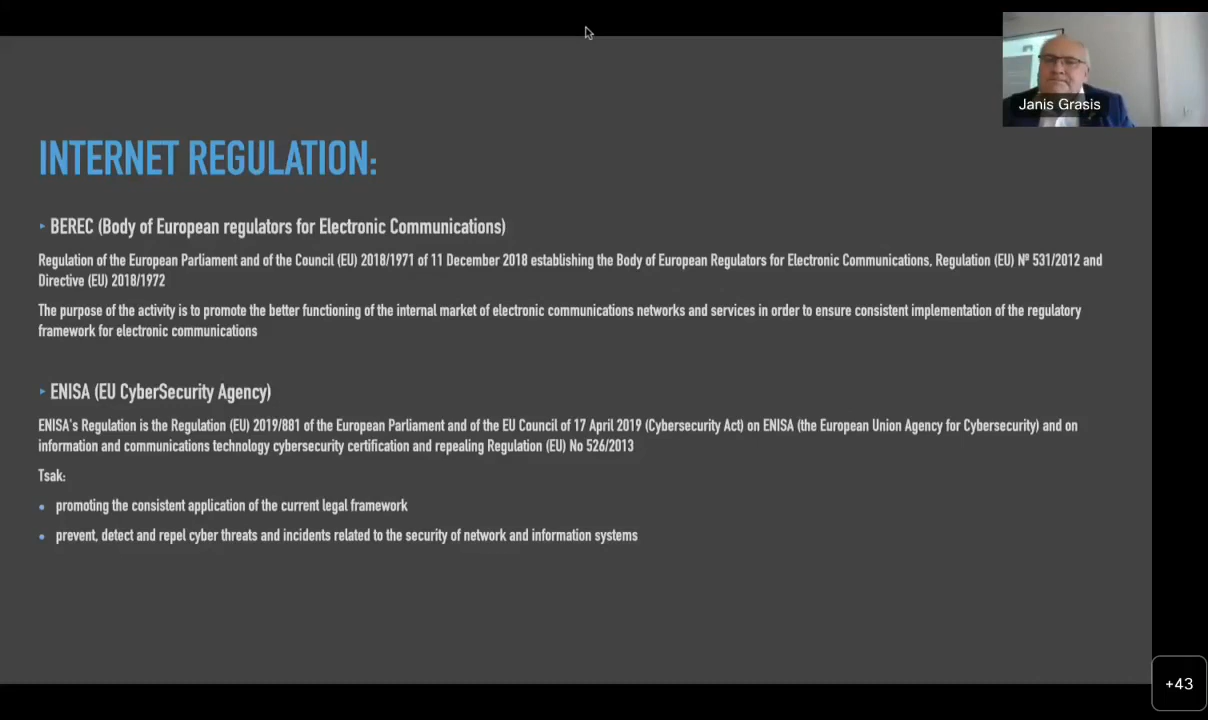 Janis Grasis
INTERNET REGULATION:
‣ BEREC (Body of European regulators for Electronic Communications)
Regulation of the European Parliament and of the Council (EU) 2018/1971 of 11 December 2018 establishing the Body of European Regulators for Electronic Communications, Regulation (EU) Nº 531/2012 and
Directive (EU) 2018/1972
The purpose of the activity is to promote the better functioning of the internal market of electronic communications networks and services in order to ensure consistent implementation of the regulatory
framework for electronic communications
‣ ENISA (EU CyberSecurity Agency)
ENISA's Regulation is the Regulation (EU) 2019/881 of the European Parliament and of the EU Council of 17 April 2019 (Cybersecurity Act) on ENISA (the European Union Agency for Cybersecurity) and on
information and communications technology cybersecurity certification and repealing Regulation (EU) No 526/2013
Tsak:
• promoting the consistent application of the current legal framework
• prevent, detect and repel cyber threats and incidents related to the security of network and information systems
+43